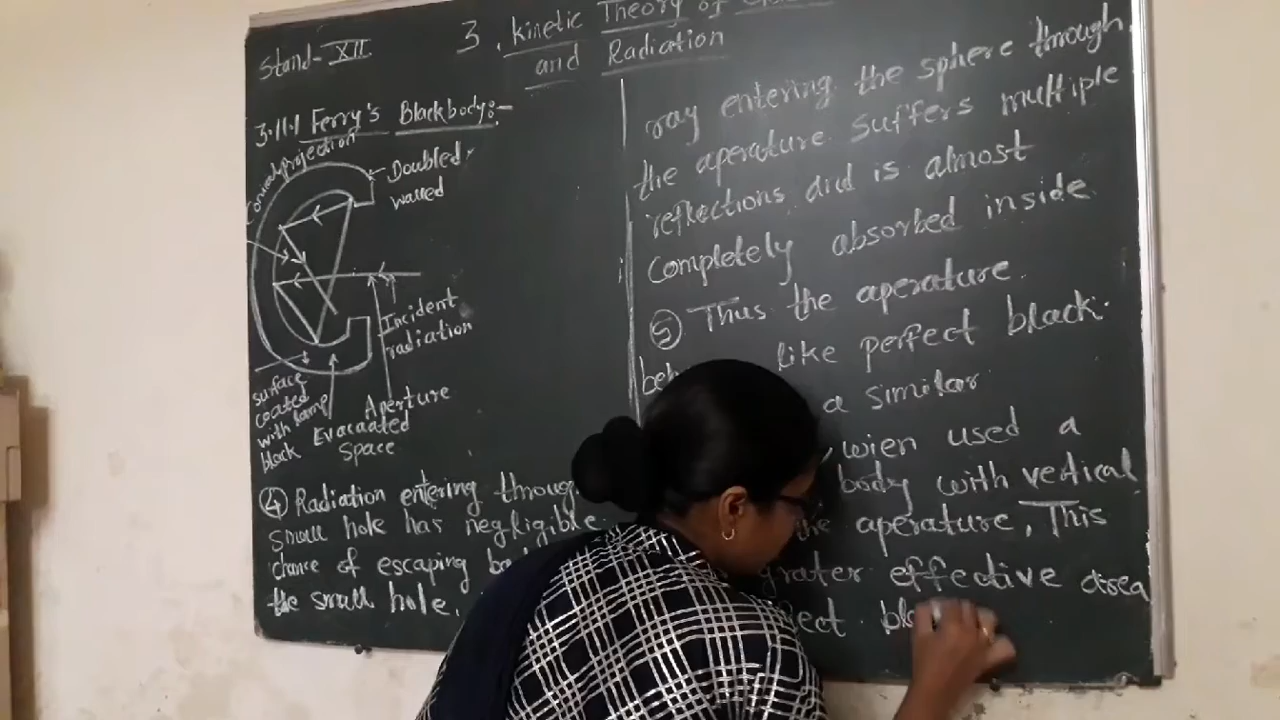 Stand-XII
3. Kinetic Theory of
and Radiation
3.11.1 Ferry's Blackbody:-
Conical projection
Doubled
walled
Incident
radiation
Aperture
surface
coated
with lamp
black
Evacuated
Space
④ Radiation entering through
small hole has negligible
chance of escaping
the small hole.
ray entering the sphere through
the aperature suffers multiple
reflections and is almost
completely absorbed inside
⑤ Thus the aperature
like perfect black.
a similar
, wien used a
body with vertical
the aperature, This
grater effective area